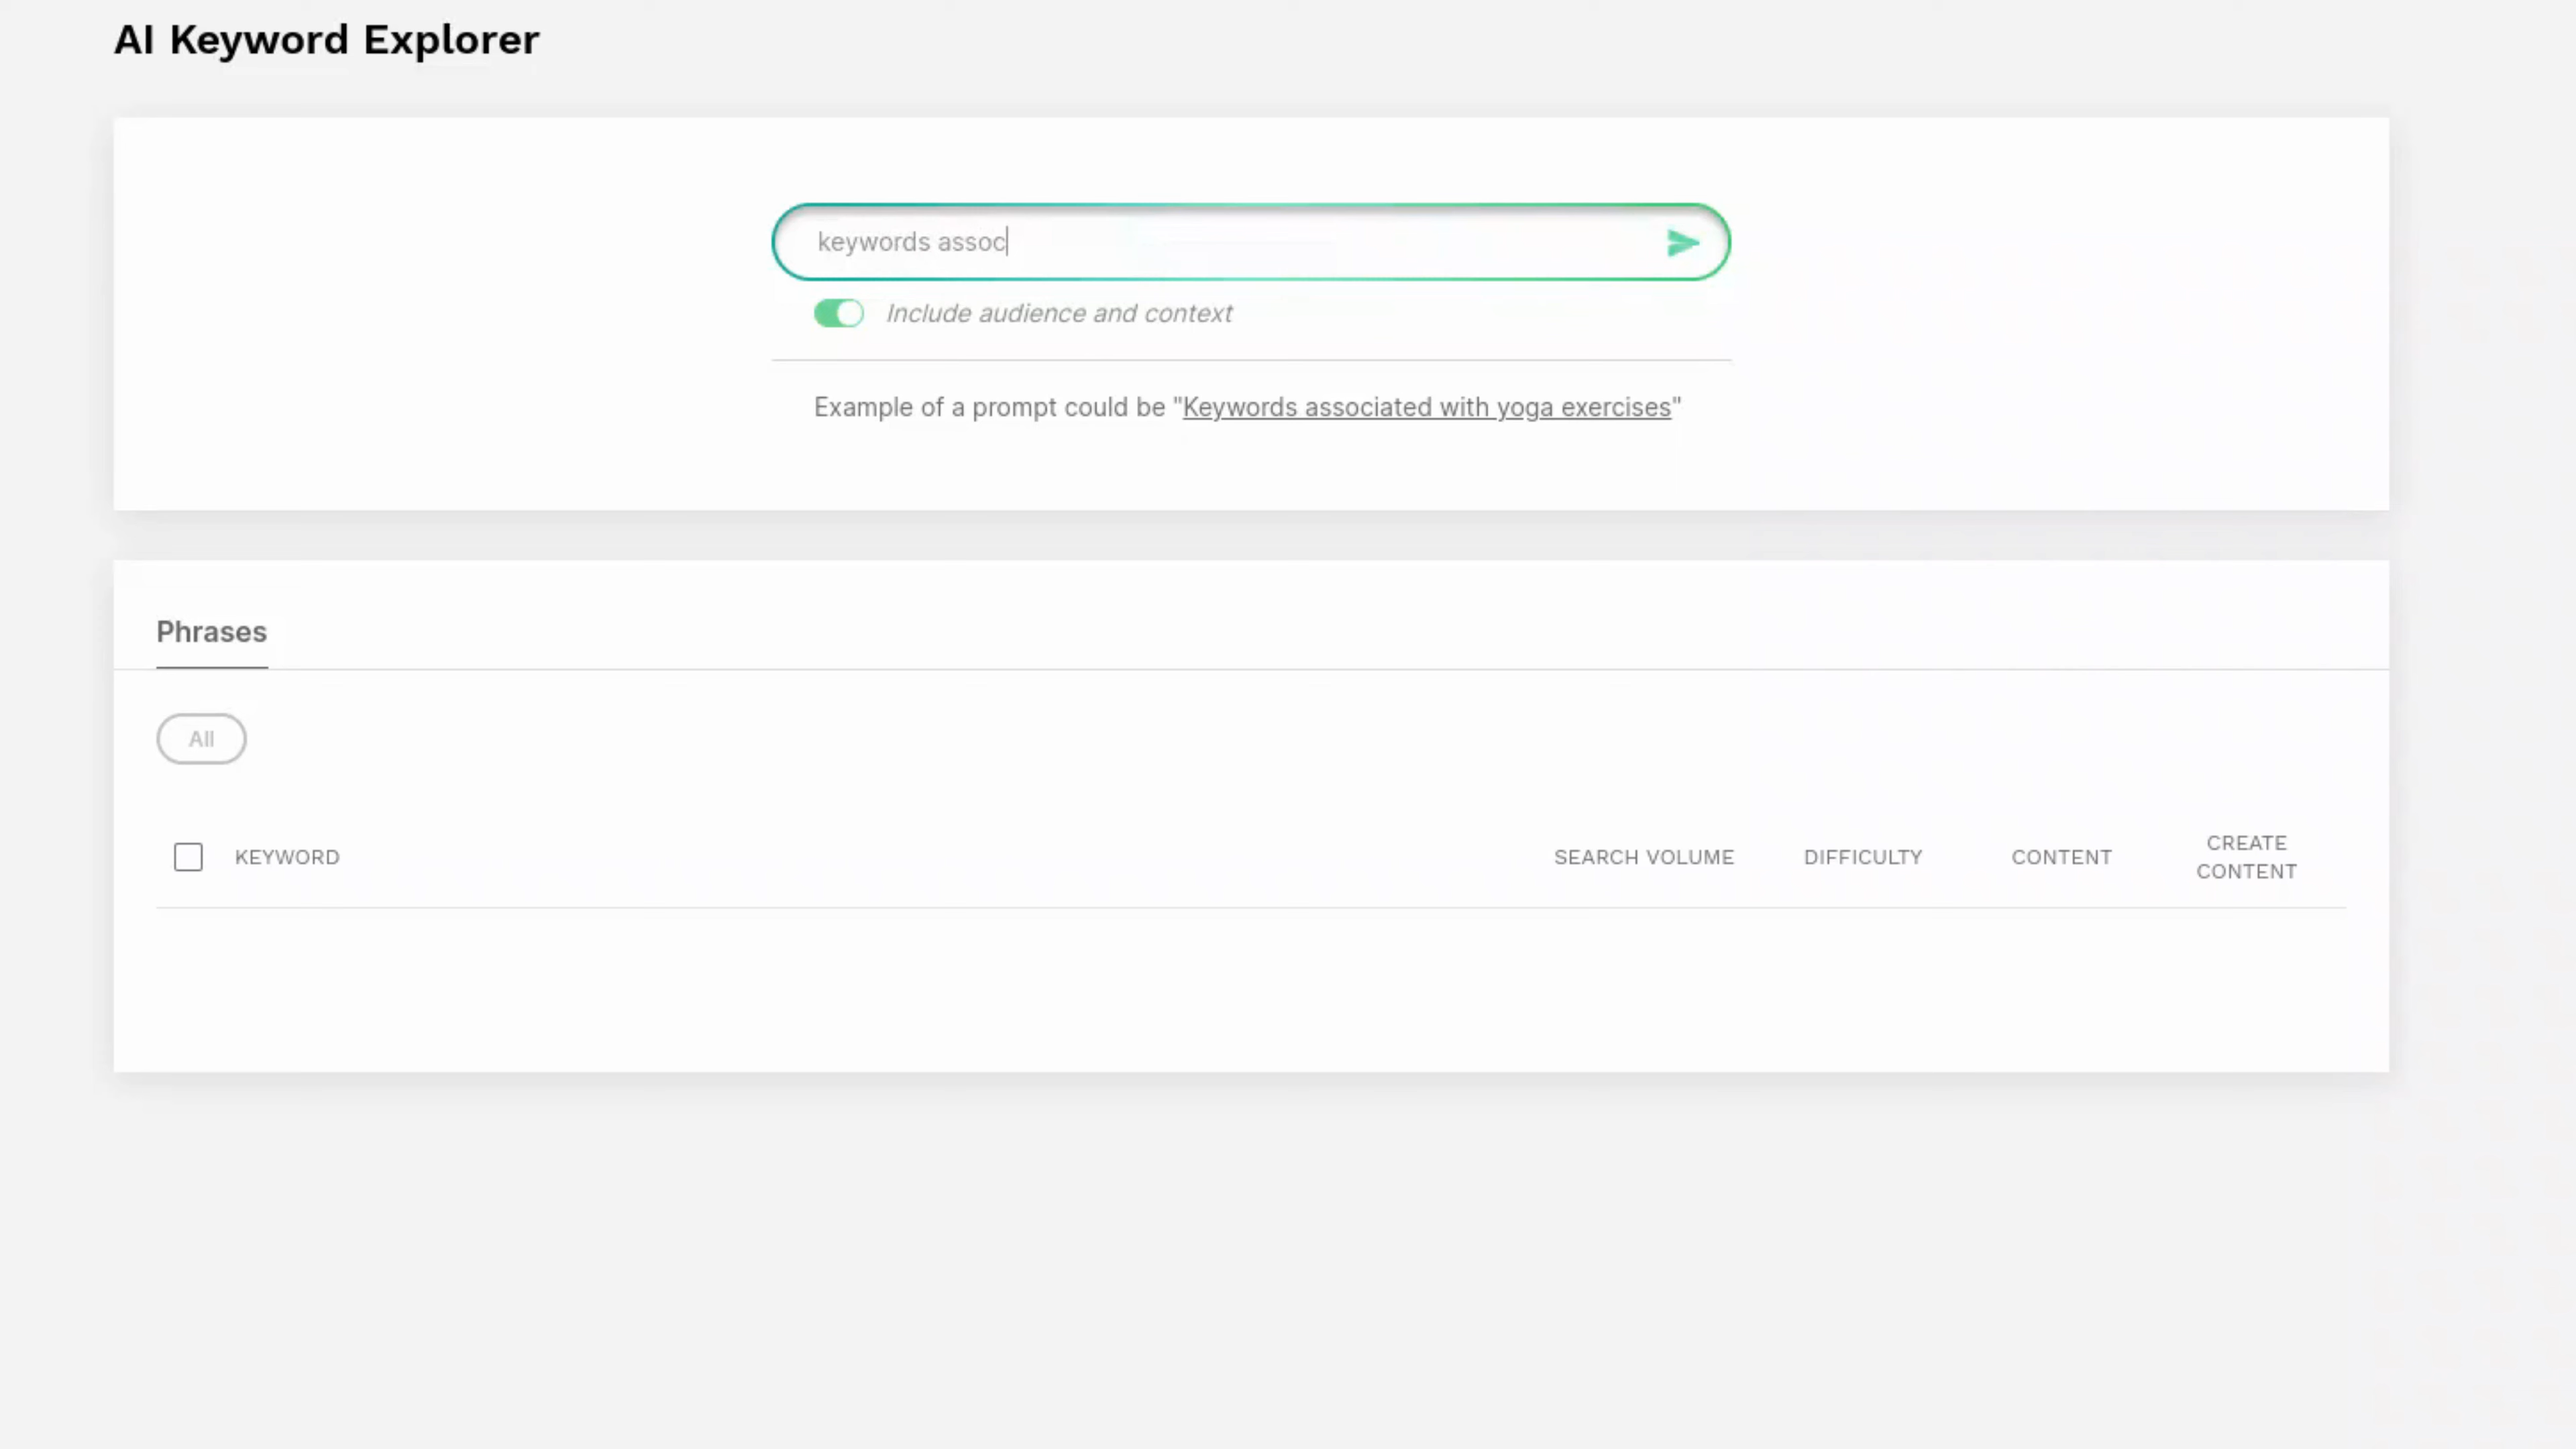 AI Keyword Explorer
keywords assoc
Include audience and context
Example of a prompt could be "Keywords associated with yoga exercises"
Phrases
All
KEYWORD SEARCH VOLUME DIFFICULTY CONTENT CREATE CONTENT